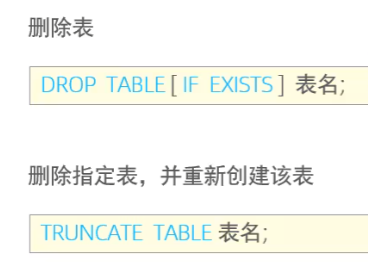 删除表
DROP TABLE [ IF EXISTS ] 表名;
删除指定表，并重新创建该表
TRUNCATE TABLE 表名;